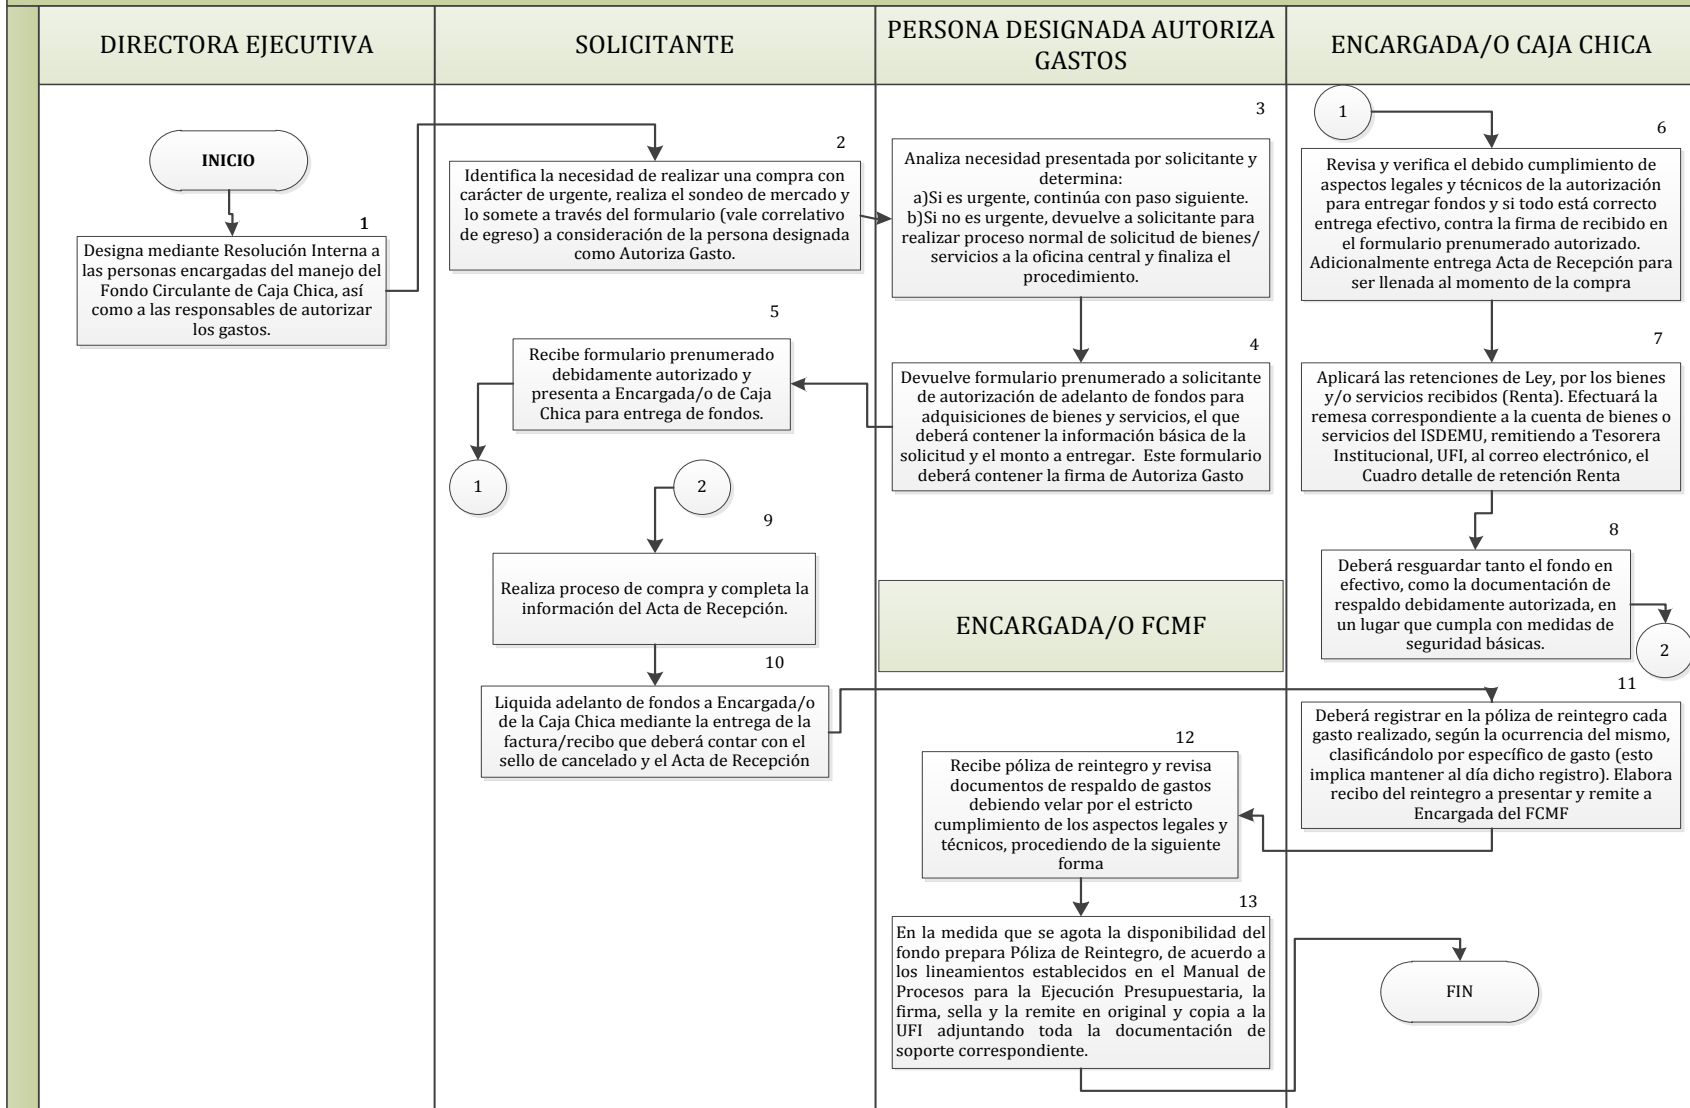 DIRECTORA EJECUTIVA
SOLICITANTE
PERSONA DESIGNADA AUTORIZA
GASTOS
ENCARGADA/O CAJA CHICA
INICIO
1
Designa mediante Resolución Interna a
las personas encargadas del manejo del
Fondo Circulante de Caja Chica, así
como a las responsables de autorizar
los gastos.
2
Identifica la necesidad de realizar una compra con
carácter de urgente, realiza el sondeo de mercado y
lo somete a través del formulario (vale correlativo
de egreso) a consideración de la persona designada
como Autoriza Gasto.
3
Analiza necesidad presentada por solicitante y
determina:
a)Si es urgente, continúa con paso siguiente.
b)Si no es urgente, devuelve a solicitante para
realizar proceso normal de solicitud de bienes/
servicios a la oficina central y finaliza el
procedimiento.
4
Devuelve formulario prenumerado a solicitante
de autorización de adelanto de fondos para
adquisiciones de bienes y servicios, el que
deberá contener la información básica de la
solicitud y el monto a entregar.  Este formulario
deberá contener la firma de Autoriza Gasto
5
Recibe formulario prenumerado
debidamente autorizado y
presenta a Encargada/o de Caja
Chica para entrega de fondos.
1
1
6
Revisa y verifica el debido cumplimiento de
aspectos legales y técnicos de la autorización
para entregar fondos y si todo está correcto
entrega efectivo, contra la firma de recibido en
el formulario prenumerado autorizado.
Adicionalmente entrega Acta de Recepción para
ser llenada al momento de la compra
7
Aplicará las retenciones de Ley, por los bienes
y/o servicios recibidos (Renta). Efectuará la
remesa correspondiente a la cuenta de bienes o
servicios del ISDEMU, remitiendo a Tesorera
Institucional, UFI, al correo electrónico, el
Cuadro detalle de retención Renta
8
Deberá resguardar tanto el fondo en
efectivo, como la documentación de
respaldo debidamente autorizada, en
un lugar que cumpla con medidas de
seguridad básicas.
2
2
9
Realiza proceso de compra y completa la
información del Acta de Recepción.
10
Liquida adelanto de fondos a Encargada/o
de la Caja Chica mediante la entrega de la
factura/recibo que deberá contar con el
sello de cancelado y el Acta de Recepción
11
Deberá registrar en la póliza de reintegro cada
gasto realizado, según la ocurrencia del mismo,
clasificándolo por específico de gasto (esto
implica mantener al día dicho registro). Elabora
recibo del reintegro a presentar y remite a
Encargada del FCMF
ENCARGADA/O FCMF
12
Recibe póliza de reintegro y revisa
documentos de respaldo de gastos
debiendo velar por el estricto
cumplimiento de los aspectos legales y
técnicos, procediendo de la siguiente
forma
13
En la medida que se agota la disponibilidad del
fondo prepara Póliza de Reintegro, de acuerdo a
los lineamientos establecidos en el Manual de
Procesos para la Ejecución Presupuestaria, la
firma, sella y la remite en original y copia a la
UFI adjuntando toda la documentación de
soporte correspondiente.
FIN